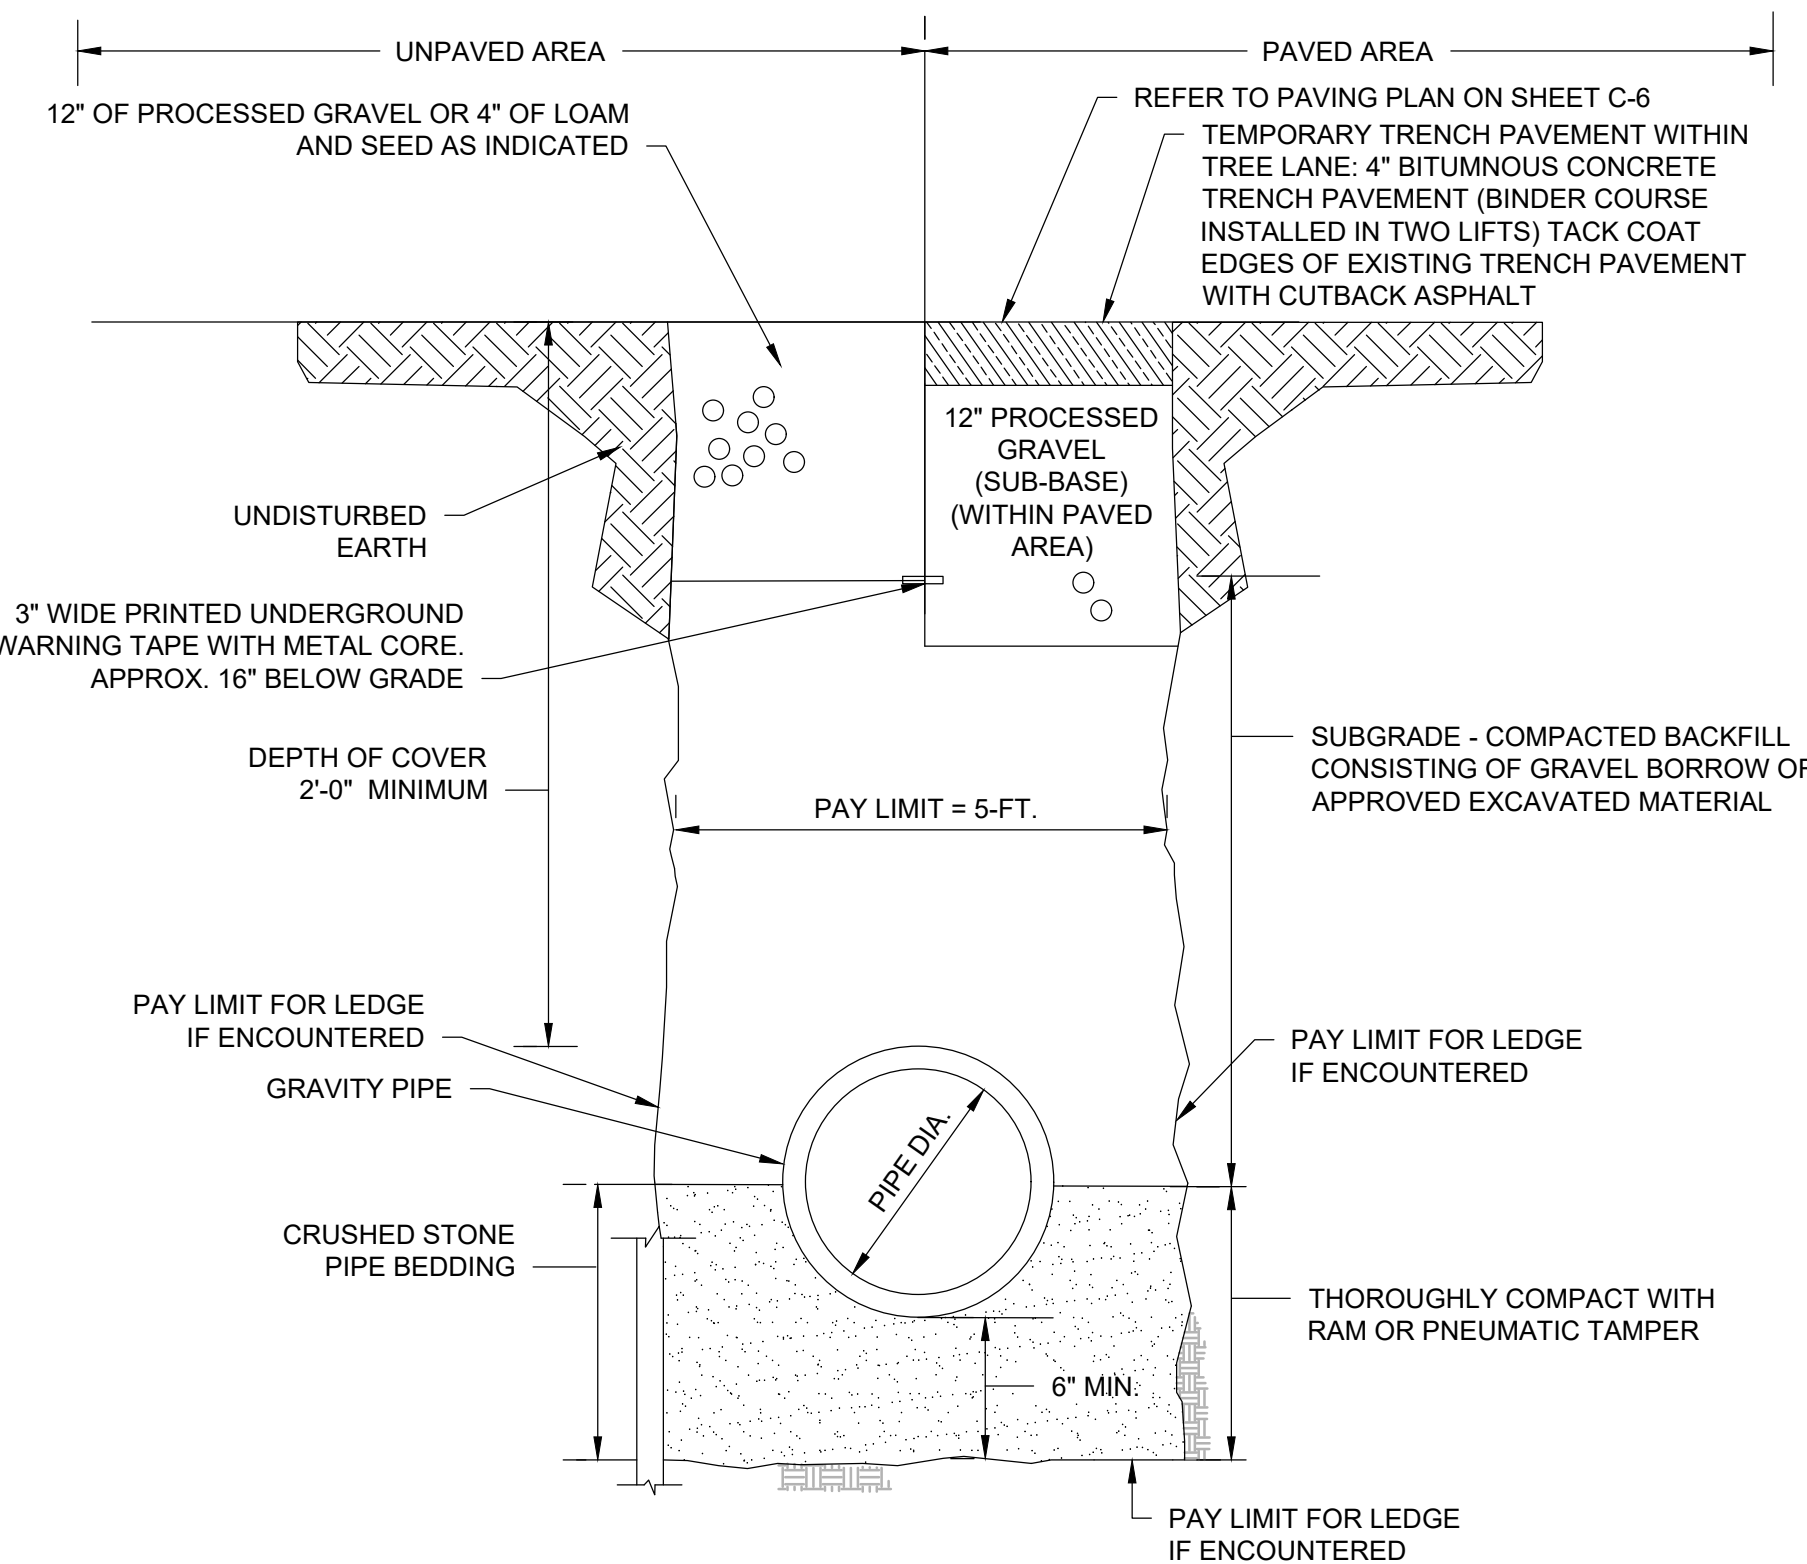 UNPAVED AREA
PAVED AREA
12" OF PROCESSED GRAVEL OR 4" OF LOAM
AND SEED AS INDICATED
REFER TO PAVING PLAN ON SHEET C-6
TEMPORARY TRENCH PAVEMENT WITHIN
TREE LANE: 4" BITUMNOUS CONCRETE
TRENCH PAVEMENT (BINDER COURSE
INSTALLED IN TWO LIFTS) TACK COAT
EDGES OF EXISTING TRENCH PAVEMENT
WITH CUTBACK ASPHALT
12" PROCESSED
GRAVEL
(SUB-BASE)
(WITHIN PAVED
AREA)
UNDISTURBED
EARTH
3" WIDE PRINTED UNDERGROUND
WARNING TAPE WITH METAL CORE.
APPROX. 16" BELOW GRADE
DEPTH OF COVER
2'-0" MINIMUM
SUBGRADE - COMPACTED BACKFILL
CONSISTING OF GRAVEL BORROW OR
APPROVED EXCAVATED MATERIAL
PAY LIMIT = 5-FT.
PAY LIMIT FOR LEDGE
IF ENCOUNTERED
GRAVITY PIPE
PAY LIMIT FOR LEDGE
IF ENCOUNTERED
PIPE DIA.
CRUSHED STONE
PIPE BEDDING
THOROUGHLY COMPACT WITH
RAM OR PNEUMATIC TAMPER
6" MIN.
PAY LIMIT FOR LEDGE
IF ENCOUNTERED